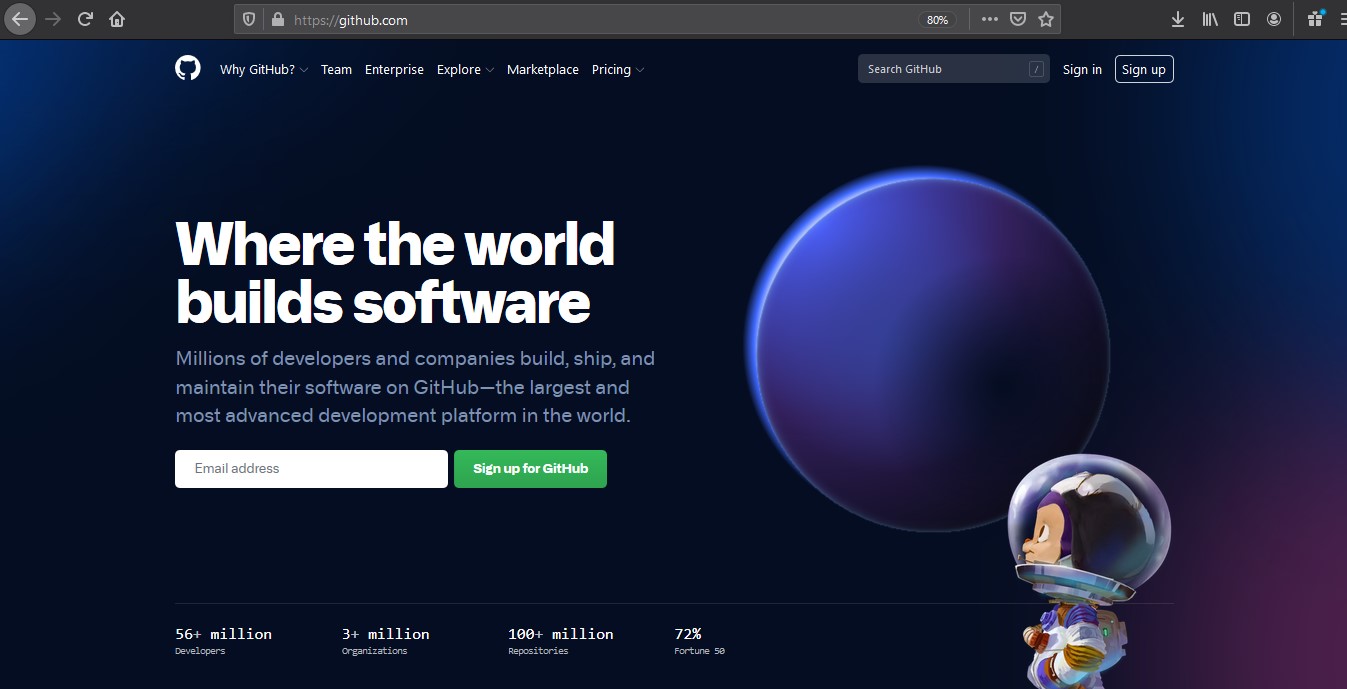 https://github.com
80%
Why GitHub?
Team
Enterprise
Explore
Marketplace
Pricing
Search GitHub
/
Sign in
Sign up
Where the world
builds software
Millions of developers and companies build, ship, and
maintain their software on GitHub—the largest and
most advanced development platform in the world.
Email address
Sign up for GitHub
56+ million
Developers
3+ million
Organizations
100+ million
Repositories
72%
Fortune 50